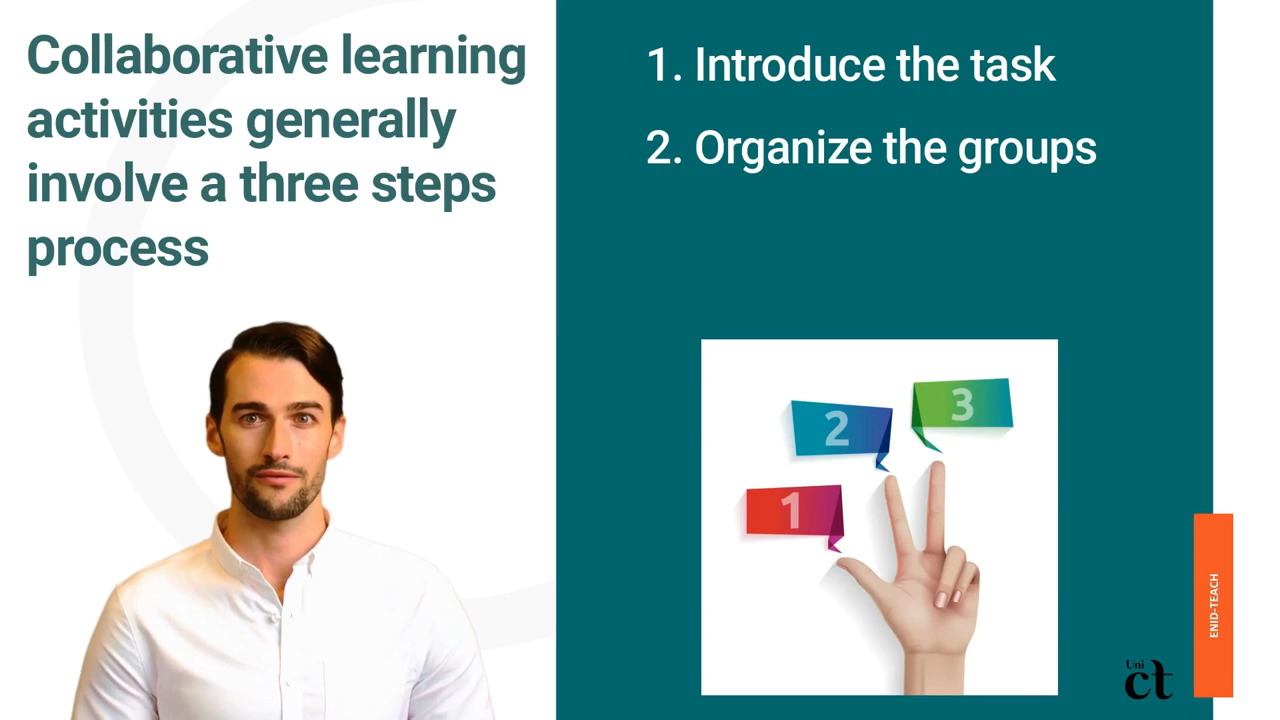 Collaborative learning
activities generally
involve a three steps
process
1. Introduce the task
2. Organize the groups
1
2
3
ENID-TEACH
Uni
ct